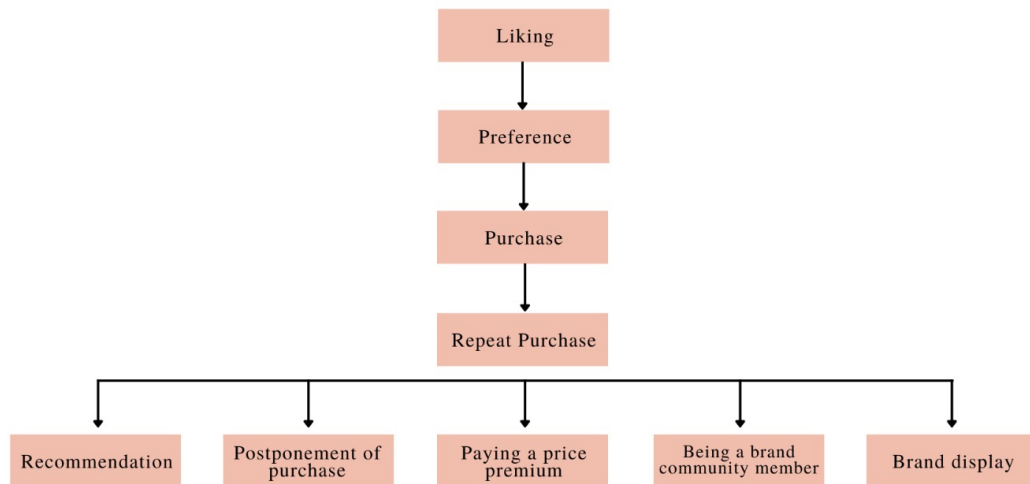 Liking
Preference
Purchase
Repeat Purchase
Recommendation
Postponement of
purchase
Paying a price
premium
Being a brand
community member
Brand display